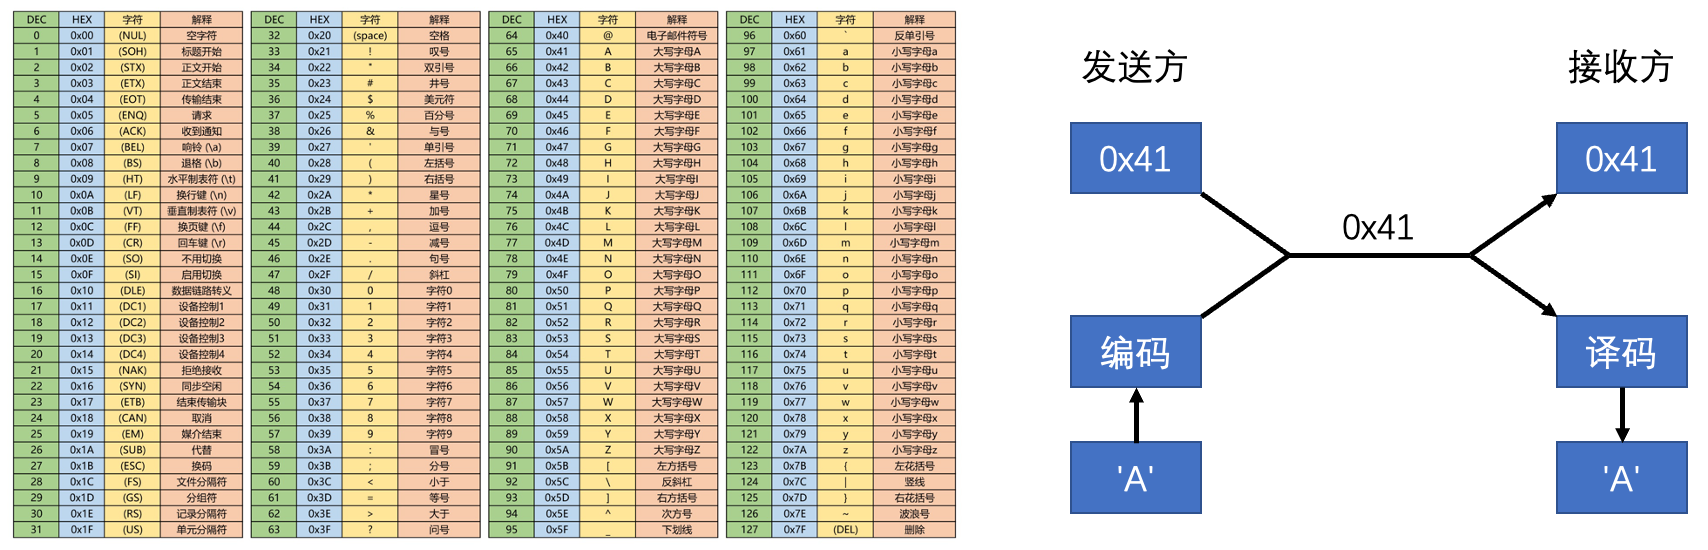 DEC HEX 字符 解释
0 0x00 (NUL) 空字符
1 0x01 (SOH) 标题开始
2 0x02 (STX) 正文开始
3 0x03 (ETX) 正文结束
4 0x04 (EOT) 传输结束
5 0x05 (ENQ) 请求
6 0x06 (ACK) 收到通知
7 0x07 (BEL) 响铃 (\a)
8 0x08 (BS) 退格 (\b)
9 0x09 (HT) 水平制表符 (\t)
10 0x0A (LF) 换行键 (\n)
11 0x0B (VT) 垂直制表符 (\v)
12 0x0C (FF) 换页键 (\f)
13 0x0D (CR) 回车键 (\r)
14 0x0E (SO) 不用切换
15 0x0F (SI) 启用切换
16 0x10 (DLE) 数据链路转义
17 0x11 (DC1) 设备控制1
18 0x12 (DC2) 设备控制2
19 0x13 (DC3) 设备控制3
20 0x14 (DC4) 设备控制4
21 0x15 (NAK) 拒绝接收
22 0x16 (SYN) 同步空闲
23 0x17 (ETB) 结束传输块
24 0x18 (CAN) 取消
25 0x19 (EM) 媒介结束
26 0x1A (SUB) 代替
27 0x1B (ESC) 换码
28 0x1C (FS) 文件分隔符
29 0x1D (GS) 分组符
30 0x1E (RS) 记录分隔符
31 0x1F (US) 单元分隔符
DEC HEX 字符 解释
32 0x20 (space) 空格
33 0x21 ! 叹号
34 0x22 " 双引号
35 0x23 # 井号
36 0x24 $ 美元符
37 0x25 % 百分号
38 0x26 & 与号
39 0x27 ' 单引号
40 0x28 ( 左括号
41 0x29 ) 右括号
42 0x2A * 星号
43 0x2B + 加号
44 0x2C , 逗号
45 0x2D - 减号
46 0x2E . 句号
47 0x2F / 斜杠
48 0x30 0 字符0
49 0x31 1 字符1
50 0x32 2 字符2
51 0x33 3 字符3
52 0x34 4 字符4
53 0x35 5 字符5
54 0x36 6 字符6
55 0x37 7 字符7
56 0x38 8 字符8
57 0x39 9 字符9
58 0x3A : 冒号
59 0x3B ; 分号
60 0x3C < 小于
61 0x3D = 等号
62 0x3E > 大于
63 0x3F ? 问号
DEC HEX 字符 解释
64 0x40 @ 电子邮件符号
65 0x41 A 大写字母A
66 0x42 B 大写字母B
67 0x43 C 大写字母C
68 0x44 D 大写字母D
69 0x45 E 大写字母E
70 0x46 F 大写字母F
71 0x47 G 大写字母G
72 0x48 H 大写字母H
73 0x49 I 大写字母I
74 0x4A J 大写字母J
75 0x4B K 大写字母K
76 0x4C L 大写字母L
77 0x4D M 大写字母M
78 0x4E N 大写字母N
79 0x4F O 大写字母O
80 0x50 P 大写字母P
81 0x51 Q 大写字母Q
82 0x52 R 大写字母R
83 0x53 S 大写字母S
84 0x54 T 大写字母T
85 0x55 U 大写字母U
86 0x56 V 大写字母V
87 0x57 W 大写字母W
88 0x58 X 大写字母X
89 0x59 Y 大写字母Y
90 0x5A Z 大写字母Z
91 0x5B [ 左方括号
92 0x5C \ 反斜杠
93 0x5D ] 右方括号
94 0x5E ^ 次方号
95 0x5F _ 下划线
DEC HEX 字符 解释
96 0x60 ` 反单引号
97 0x61 a 小写字母a
98 0x62 b 小写字母b
99 0x63 c 小写字母c
100 0x64 d 小写字母d
101 0x65 e 小写字母e
102 0x66 f 小写字母f
103 0x67 g 小写字母g
104 0x68 h 小写字母h
105 0x69 i 小写字母i
106 0x6A j 小写字母j
107 0x6B k 小写字母k
108 0x6C l 小写字母l
109 0x6D m 小写字母m
110 0x6E n 小写字母n
111 0x6F o 小写字母o
112 0x70 p 小写字母p
113 0x71 q 小写字母q
114 0x72 r 小写字母r
115 0x73 s 小写字母s
116 0x74 t 小写字母t
117 0x75 u 小写字母u
118 0x76 v 小写字母v
119 0x77 w 小写字母w
120 0x78 x 小写字母x
121 0x79 y 小写字母y
122 0x7A z 小写字母z
123 0x7B { 左花括号
124 0x7C | 竖线
125 0x7D } 右花括号
126 0x7E ~ 波浪号
127 0x7F (DEL) 删除
发送方 接收方
0x41 0x41
0x41
编码 译码
'A' 'A'